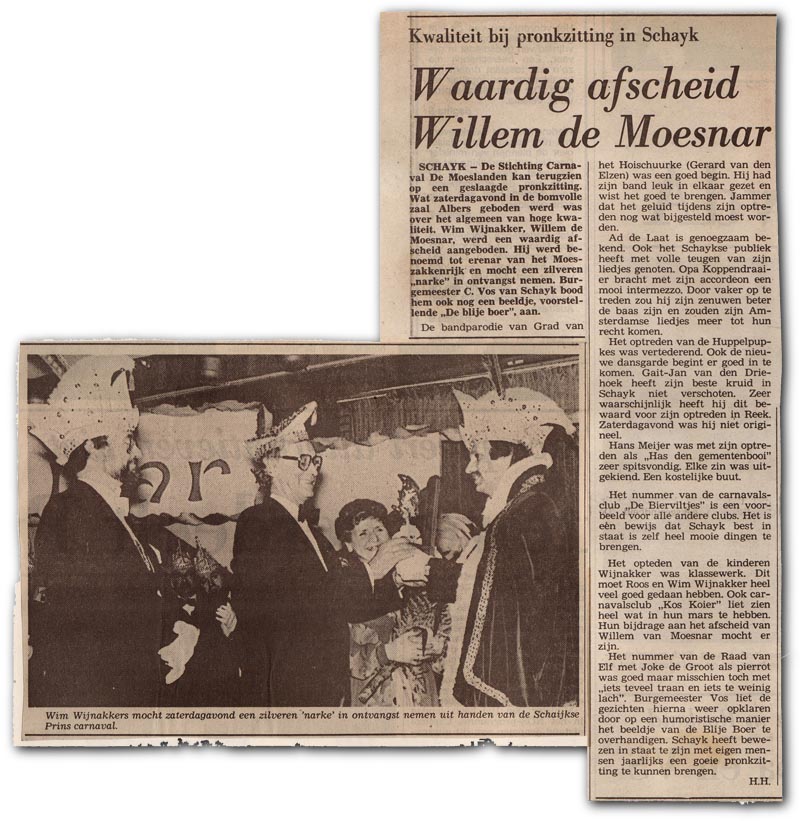 Kwaliteit bij pronkzitting in Schayk
Waardig afscheid
Willem de Moesnar
SCHAYK – De Stichting Carna-
val De Moeslanden kan terugzien
op een geslaagde pronkzitting.
Wat zaterdagavond in de bomvolle
zaal Albers geboden werd was
over het algemeen van hoge kwa-
liteit. Wim Wijnakker, Willem de
Moesnar, werd een waardig af-
scheid aangeboden. Hij werd be-
noemd tot erenar van het Moes-
zakkenrijk en mocht een zilveren
„narke” in ontvangst nemen. Bur-
gemeester C. Vos van Schayk bood
hem ook nog een beeldje, voorstel-
lende „De blije boer”, aan.
De bandparodie van Grad van
het Hoischuurke (Gerard van den
Elzen) was een goed begin. Hij had
zijn band leuk in elkaar gezet en
wist het goed te brengen. Jammer
dat het geluid tijdens zijn optre-
den nog wat bijgesteld moest wor-
den.
Ad de Laat is genoegzaam be-
kend. Ook het Schaykse publiek
heeft met volle teugen van zijn
liedjes genoten. Opa Koppendraai-
er bracht met zijn accordeon een
mooi intermezzo. Door vaker op te
treden zou hij zijn zenuwen beter
de baas zijn en zouden zijn Am-
sterdamse liedjes meer tot hun
recht komen.
Het optreden van de Huppelpup-
kes was vertederend. Ook de nieu-
we dansgarde begint er goed in te
komen. Gait-Jan van den Drie-
hoek heeft zijn beste kruid in
Schayk niet verschoten. Zeer
waarschijnlijk heeft hij dit be-
waard voor zijn optreden in Reek.
Zaterdagavond was hij niet origi-
neel.
Hans Meijer was met zijn optre-
den als „Has den gementenbooi”
zeer spitsvondig. Elke zin was uit-
gekiend. Een kostelijke buut.
Het nummer van de carnavals-
club „De Bierviltjes” is een voor-
beeld voor alle andere clubs. Het is
eën bewijs dat Schayk best in
staat is zelf heel mooie dingen te
brengen.
Het opteden van de kinderen
Wijnakker was klassewerk. Dit
moet Roos en Wim Wijnakker heel
veel goed gedaan hebben. Ook car-
navalsclub „Kos Koier” liet zien
heel wat in hun mars te hebben.
Hun bijdrage aan het afscheid van
Willem van Moesnar mocht er
zijn.
Het nummer van de Raad van
Elf met Joke de Groot als pierrot
was goed maar misschien toch met
„iets teveel traan en iets te weinig
lach”. Burgemeester Vos liet de
gezichten hierna weer opklaren
door op een humoristische manier
het beeldje van de Blije Boer te
overhandigen. Schayk heeft bewe-
zen in staat te zijn met eigen men-
sen jaarlijks een goeie pronkzit-
ting te kunnen brengen.
H.H.
ar
Wim Wijnakkers mocht zaterdagavond een zilveren 'narke' in ontvangst nemen uit handen van de Schaijkse
Prins carnaval.